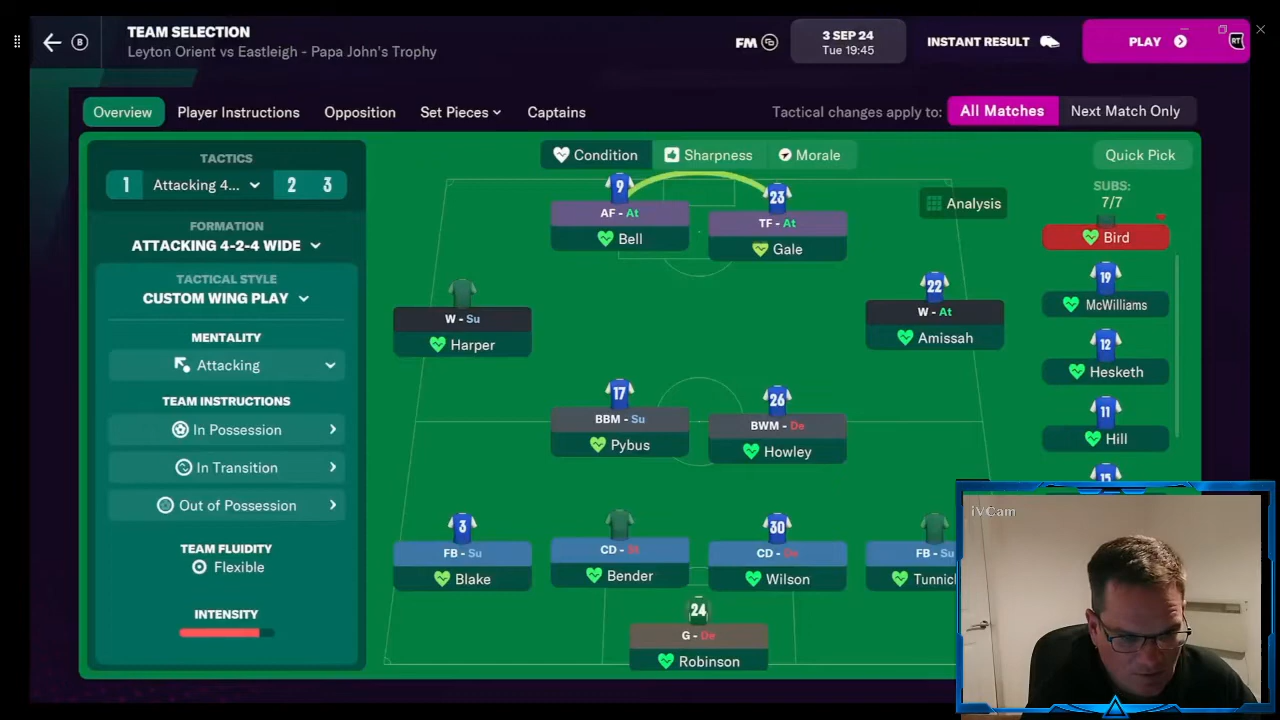 TEAM SELECTION
Leyton Orient vs Eastleigh - Papa John's Trophy
B
FM
3 SEP 24
Tue 19:45
INSTANT RESULT
PLAY
RT
Overview
Player Instructions
Opposition
Set Pieces
Captains
Tactical changes apply to:
All Matches
Next Match Only
TACTICS
1
Attacking 4...
2
3
FORMATION
ATTACKING 4-2-4 WIDE
TACTICAL STYLE
CUSTOM WING PLAY
MENTALITY
Attacking
TEAM INSTRUCTIONS
In Possession
In Transition
Out of Possession
TEAM FLUIDITY
Flexible
INTENSITY
Condition
Sharpness
Morale
Quick Pick
Analysis
9
AF - At
Bell
23
TF - At
Gale
W - Su
Harper
22
W - At
Amissah
17
BBM - Su
Pybus
26
BWM - De
Howley
3
FB - Su
Blake
CD - St
Bender
30
CD - De
Wilson
FB - Su
Tunnic
24
G - De
Robinson
SUBS:
7/7
Bird
19
McWilliams
12
Hesketh
11
Hill
15
iVCam